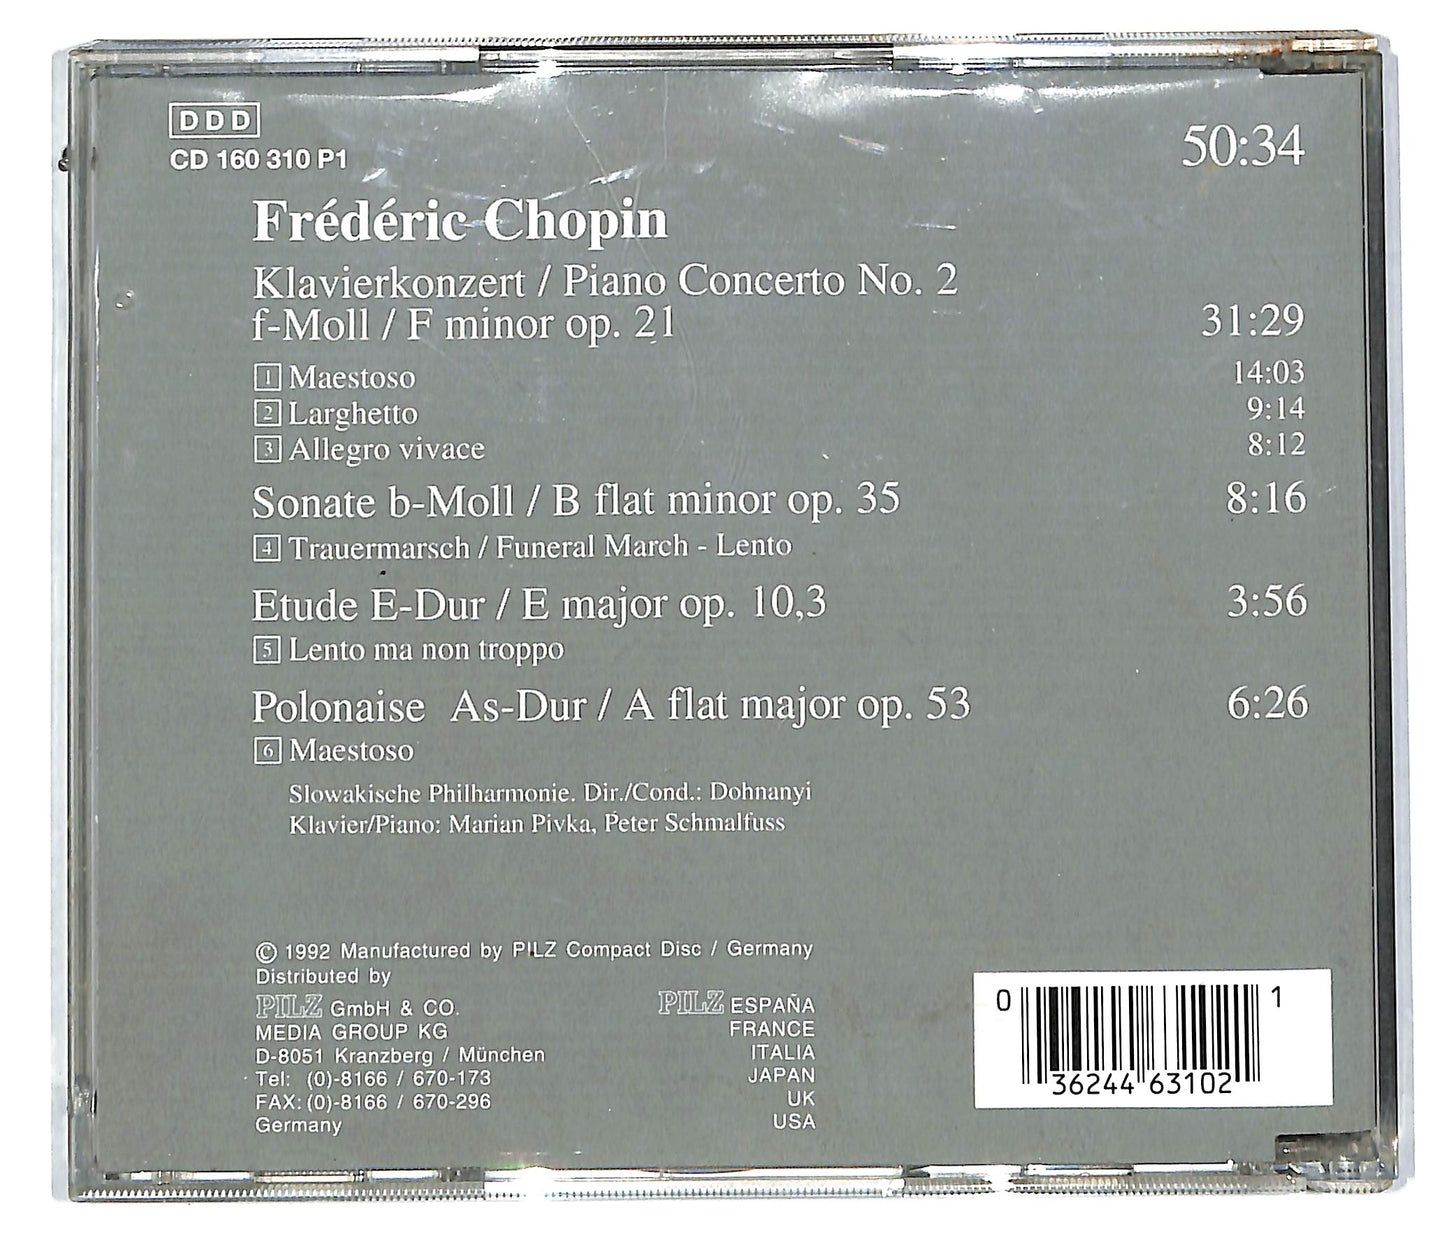 DDD
CD 160 310 P1
50:34
Frédéric Chopin
Klavierkonzert / Piano Concerto No. 2
f-Moll / F minor op. 21 31:29
1 Maestoso 14:03
2 Larghetto 9:14
3 Allegro vivace 8:12
Sonate b-Moll / B flat minor op. 35 8:16
4 Trauermarsch / Funeral March - Lento
Etude E-Dur / E major op. 10,3 3:56
5 Lento ma non troppo
Polonaise As-Dur / A flat major op. 53 6:26
6 Maestoso
Slowakische Philharmonie. Dir./Cond.: Dohnanyi
Klavier/Piano: Marian Pivka, Peter Schmalfuss
© 1992 Manufactured by PILZ Compact Disc / Germany
Distributed by
PILZ GmbH & CO.
MEDIA GROUP KG
D-8051 Kranzberg / München
Tel: (0)-8166 / 670-173
FAX: (0)-8166 / 670-296
Germany
PILZ ESPAÑA
FRANCE
ITALIA
JAPAN
UK
USA
0 36244 63102 1